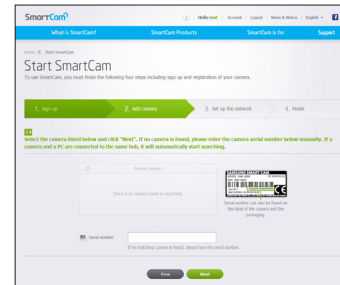 SmartCam
Hello East  Account  Logout  News & Notice  English
What is SmartCam?  SmartCam Products  SmartCam is for  Support
Home  Start SmartCam
Start SmartCam
To use SmartCam, you must finish the following four steps including sign up and registration of your camera.
1. Sign up  2. Add camera  3. Set up the network  4. Finish
Select the camera listed below and click "Next". If no camera is found, please enter the camera serial number below manually. If a
camera and a PC are connected to the same hub, it will automatically start searching.
Search camera
There is no camera found in searching.
SAMSUNG SMART CAM
Serial number can also be found on
the label of the camera and the
packaging.
Serial number
If no matching camera is found, please type the serial number.
Prev  Next